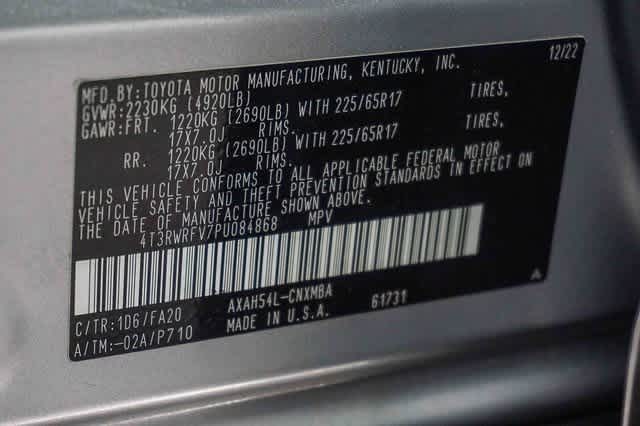 MFD.BY:TOYOTA MOTOR MANUFACTURING, KENTUCKY, INC. 12/22
GVWR:2230KG (4920LB)
GAWR:FRT. 1220KG (2690LB) WITH 225/65R17 TIRES,
17X7.0J RIMS.
RR. 1220KG (2690LB) WITH 225/65R17 TIRES,
17X7.0J RIMS.
THIS VEHICLE CONFORMS TO ALL APPLICABLE FEDERAL MOTOR
VEHICLE SAFETY AND THEFT PREVENTION STANDARDS IN EFFECT ON
THE DATE OF MANUFACTURE SHOWN ABOVE.
4T3RWRFV7PU084868 MPV
C/TR:1D6/FA20 AXAH54L-CNXMBA 61731 A
A/TM:-02A/P710 MADE IN U.S.A.